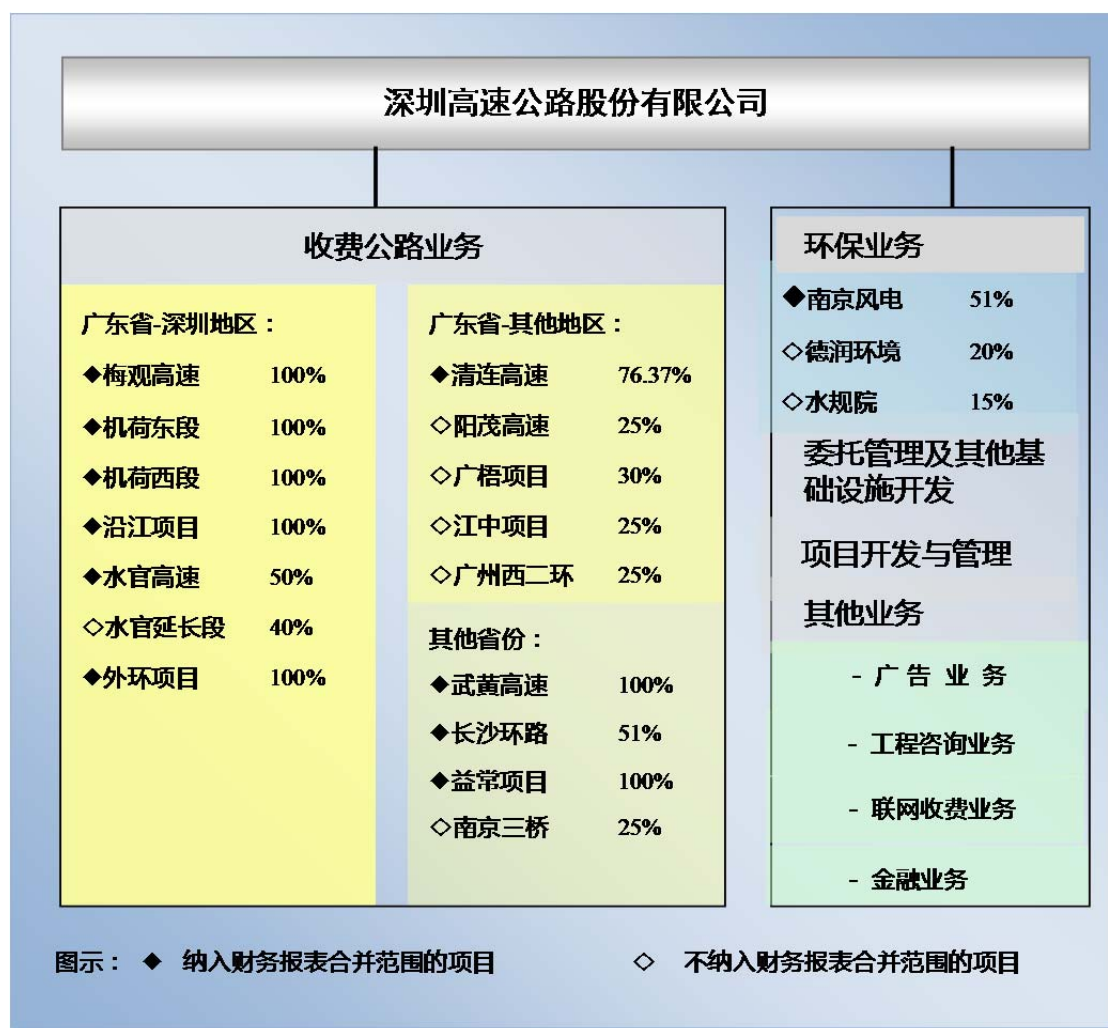 深圳高速公路股份有限公司
收费公路业务
广东省-深圳地区：
◆梅观高速 100%
◆机荷东段 100%
◆机荷西段 100%
◆沿江项目 100%
◆水官高速 50%
◇水官延长段 40%
◆外环项目 100%
广东省-其他地区：
◆清连高速 76.37%
◇阳茂高速 25%
◇广梧项目 30%
◇江中项目 25%
◇广州西二环 25%
其他省份：
◆武黄高速 100%
◆长沙环路 51%
◆益常项目 100%
◇南京三桥 25%
环保业务
◆南京风电 51%
◇德润环境 20%
◇水规院 15%
委托管理及其他基
础设施开发
项目开发与管理
其他业务
- 广 告 业 务
- 工程咨询业务
- 联网收费业务
- 金融业务
图示： ◆ 纳入财务报表合并范围的项目 ◇ 不纳入财务报表合并范围的项目